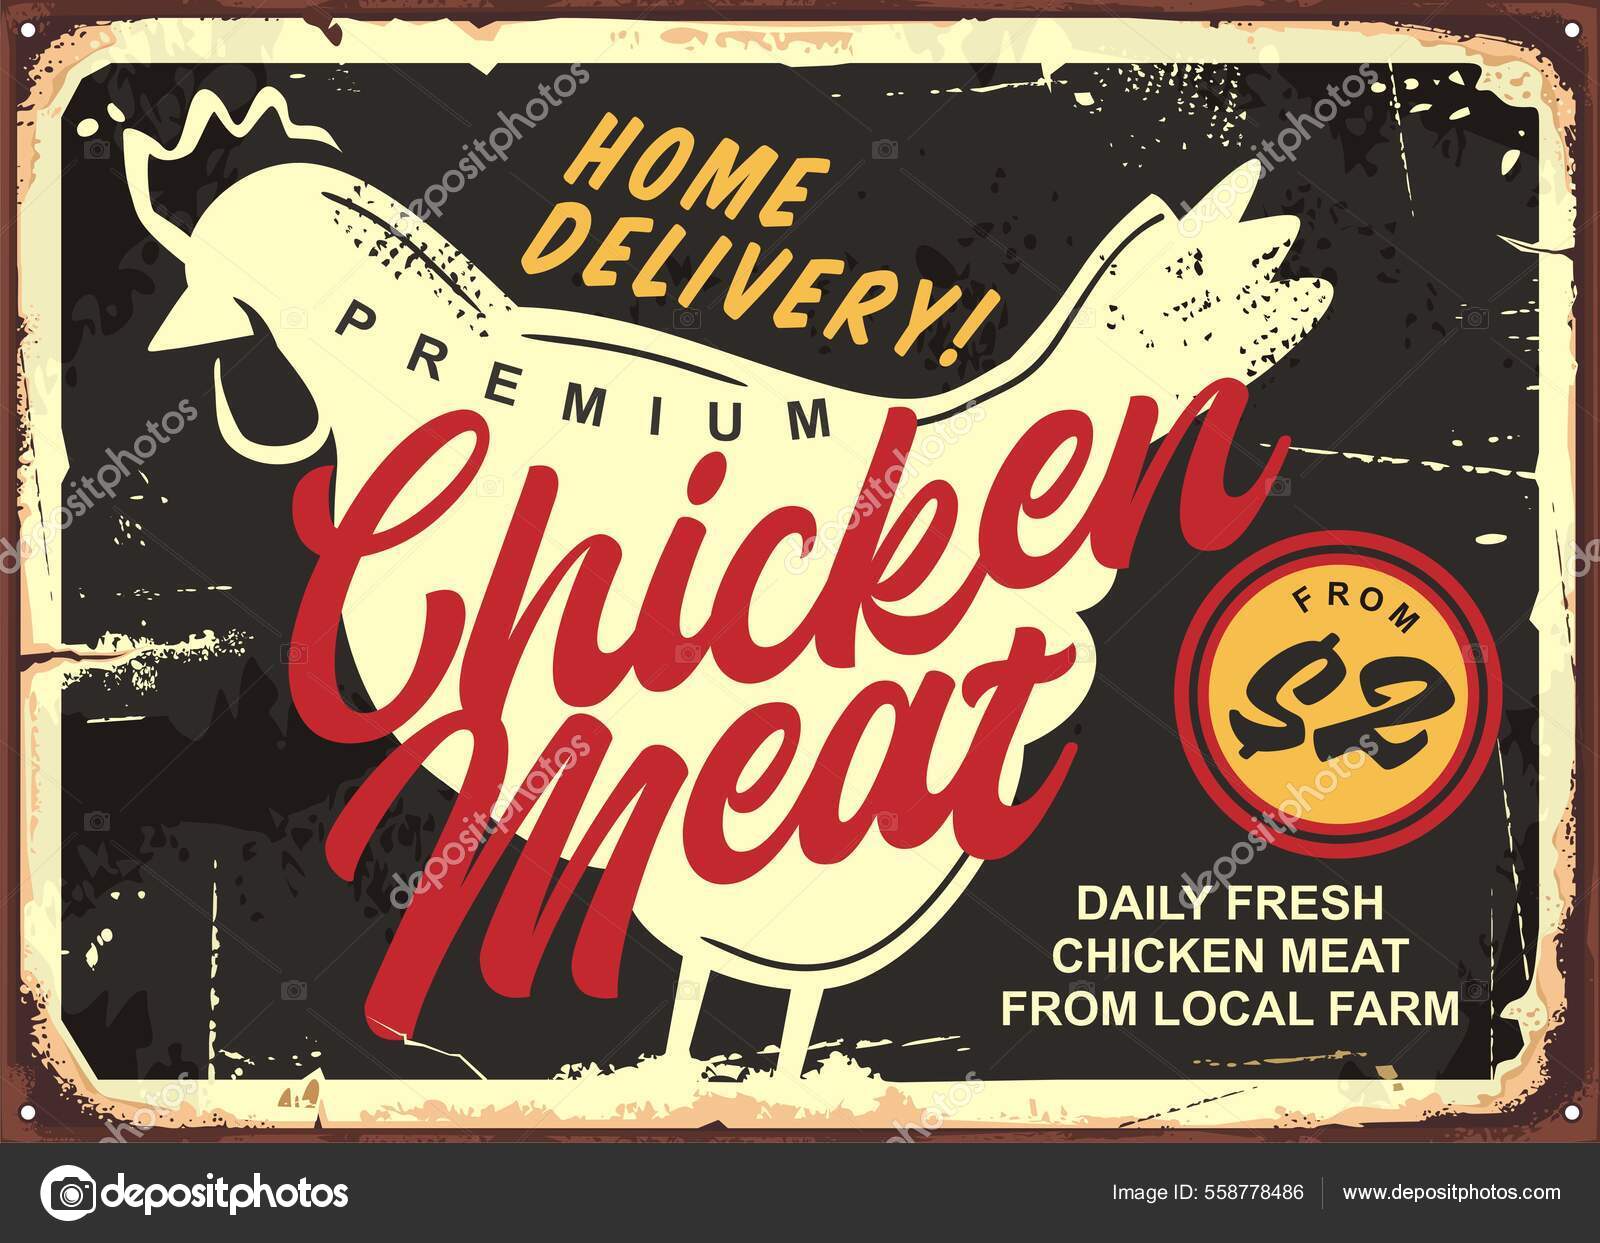 HOME
DELIVERY!
PREMIUM
Chicken
Meat
FROM
$2
DAILY FRESH
CHICKEN MEAT
FROM LOCAL FARM
depositphotos
Image ID: 558778486
www.depositphotos.com